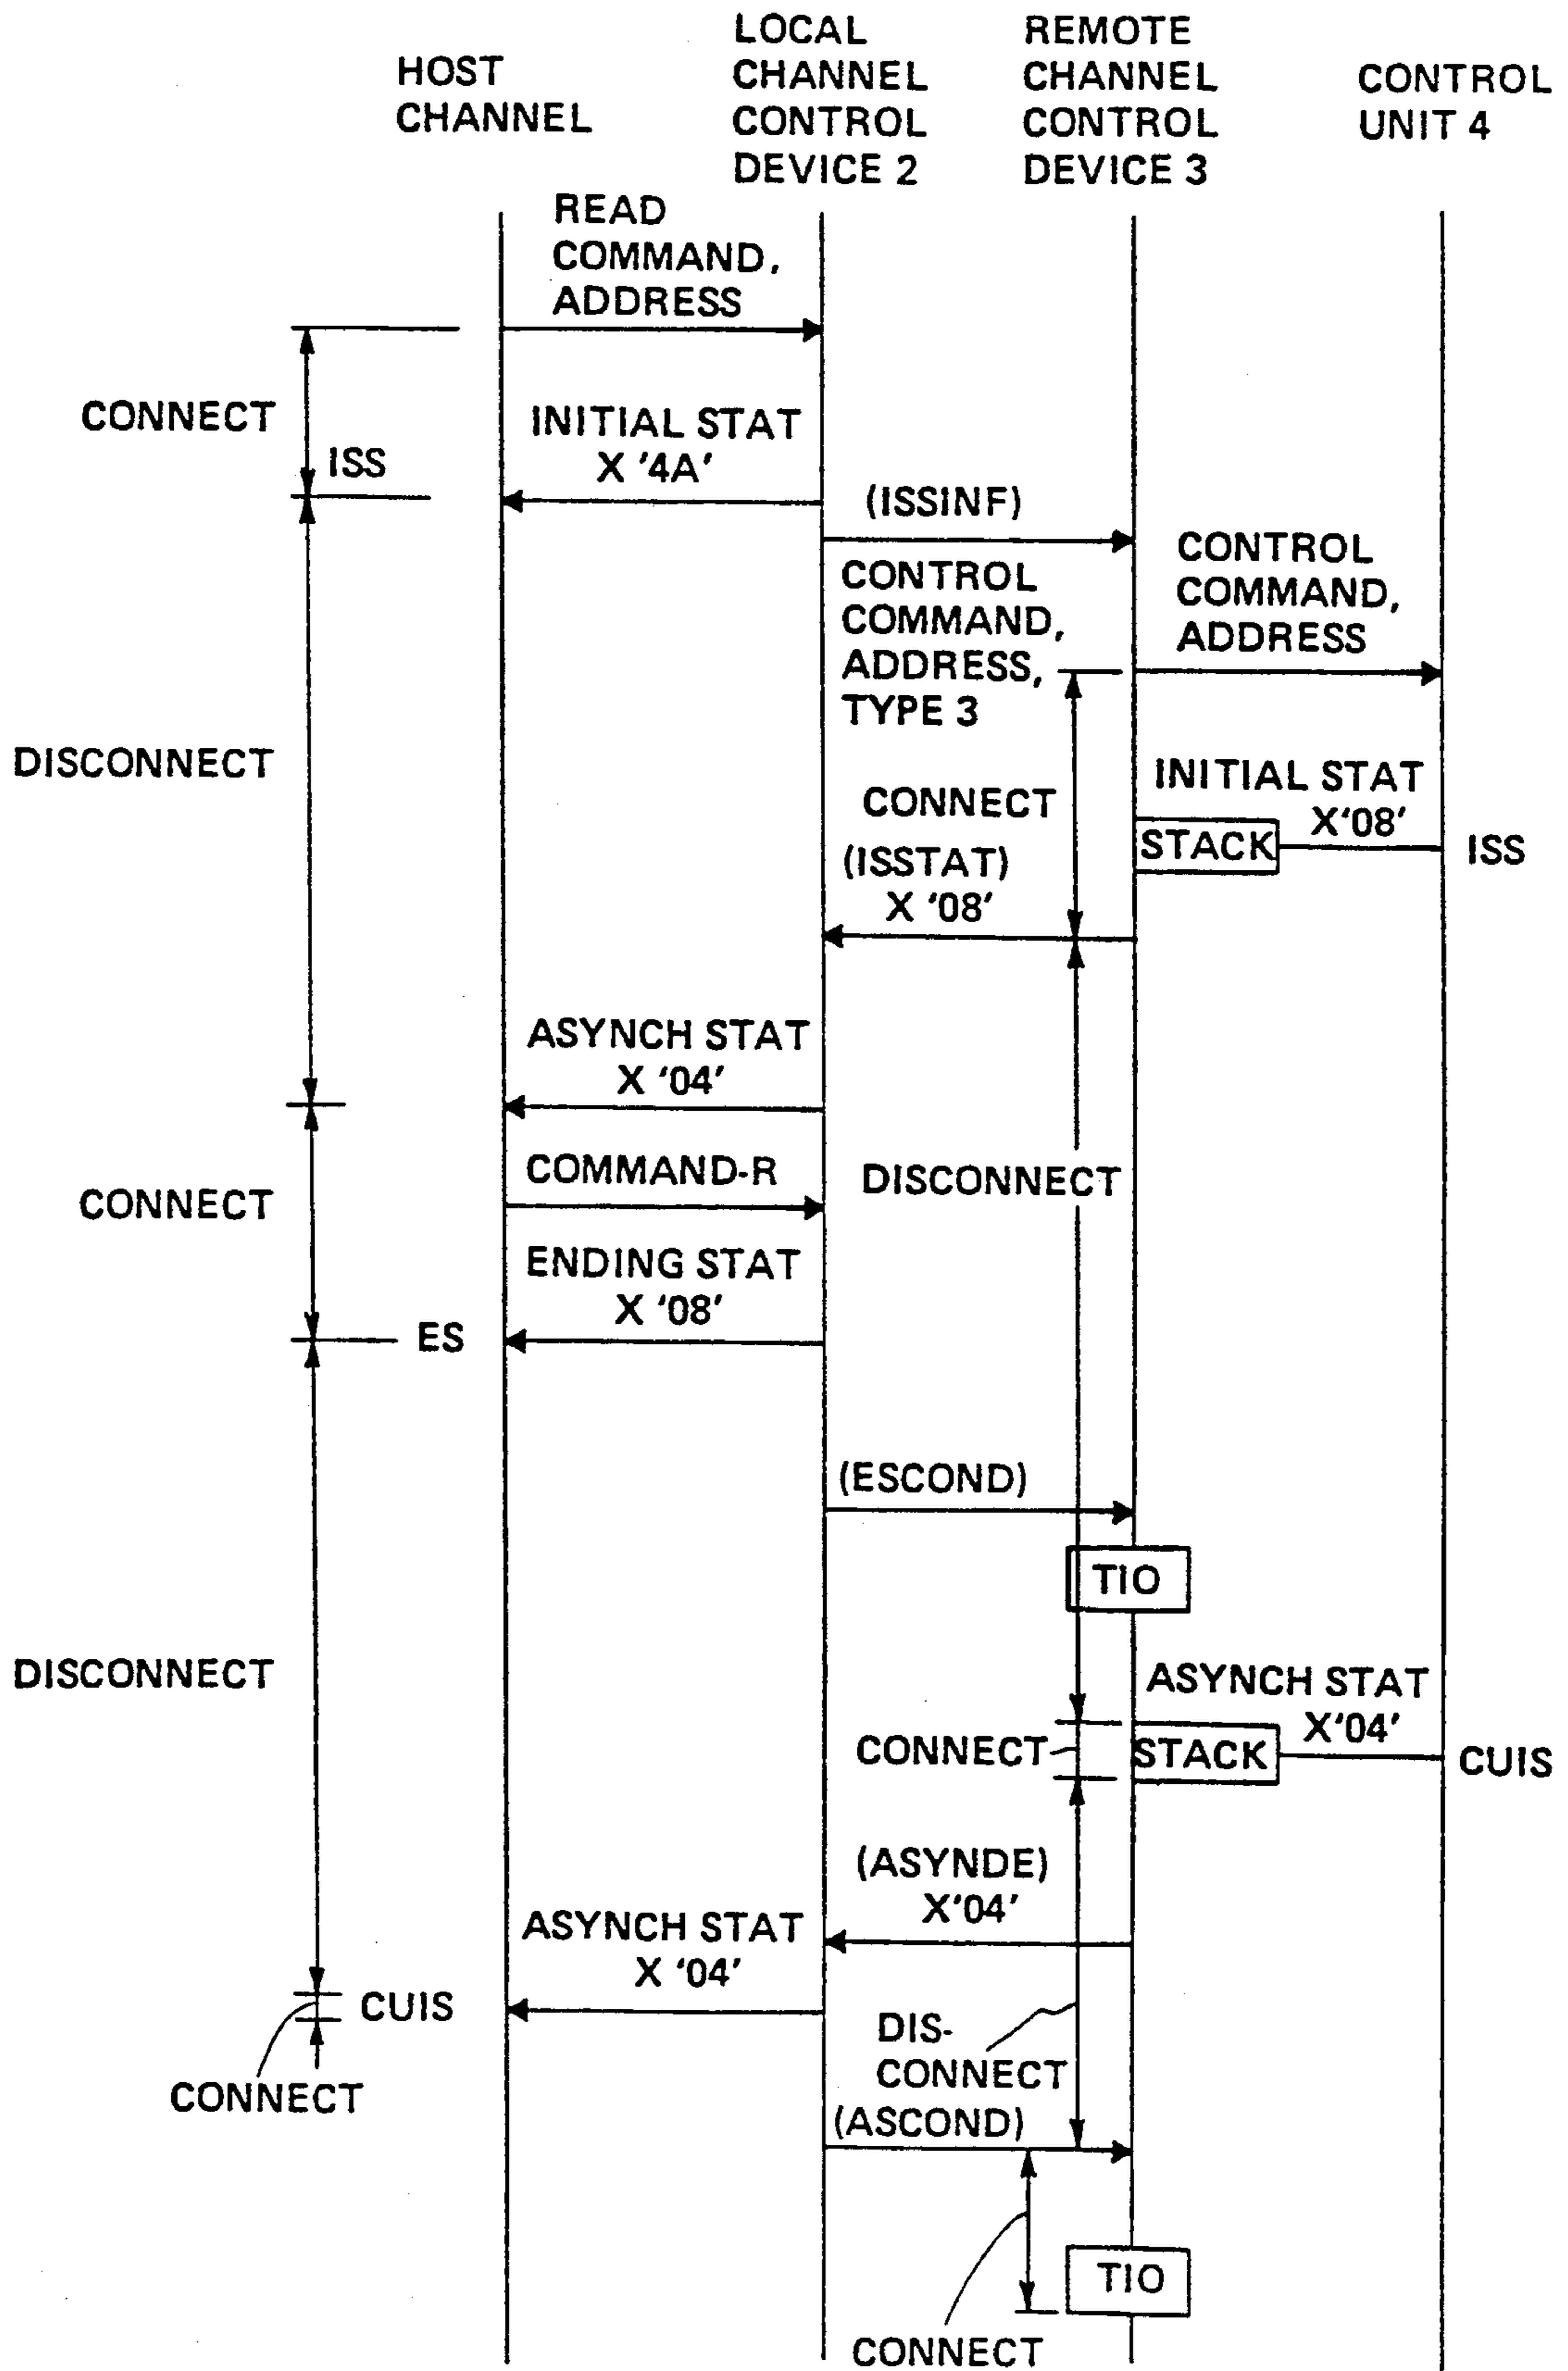 HOST
CHANNEL
LOCAL
CHANNEL
CONTROL
DEVICE 2
REMOTE
CHANNEL
CONTROL
DEVICE 3
CONTROL
UNIT 4
READ
COMMAND,
ADDRESS
CONNECT
ISS
INITIAL STAT
X '4A'
(ISSINF)
CONTROL
COMMAND,
ADDRESS,
TYPE 3
CONTROL
COMMAND,
ADDRESS
DISCONNECT
CONNECT
INITIAL STAT
X'08'
STACK
ISS
(ISSTAT)
X '08'
ASYNCH STAT
X '04'
CONNECT
COMMAND-R
DISCONNECT
ENDING STAT
X '08'
ES
(ESCOND)
TIO
DISCONNECT
ASYNCH STAT
X'04'
CONNECT
STACK
CUIS
(ASYNDE)
X'04'
ASYNCH STAT
X '04'
CUIS
CONNECT
DIS-
CONNECT
(ASCOND)
TIO
CONNECT